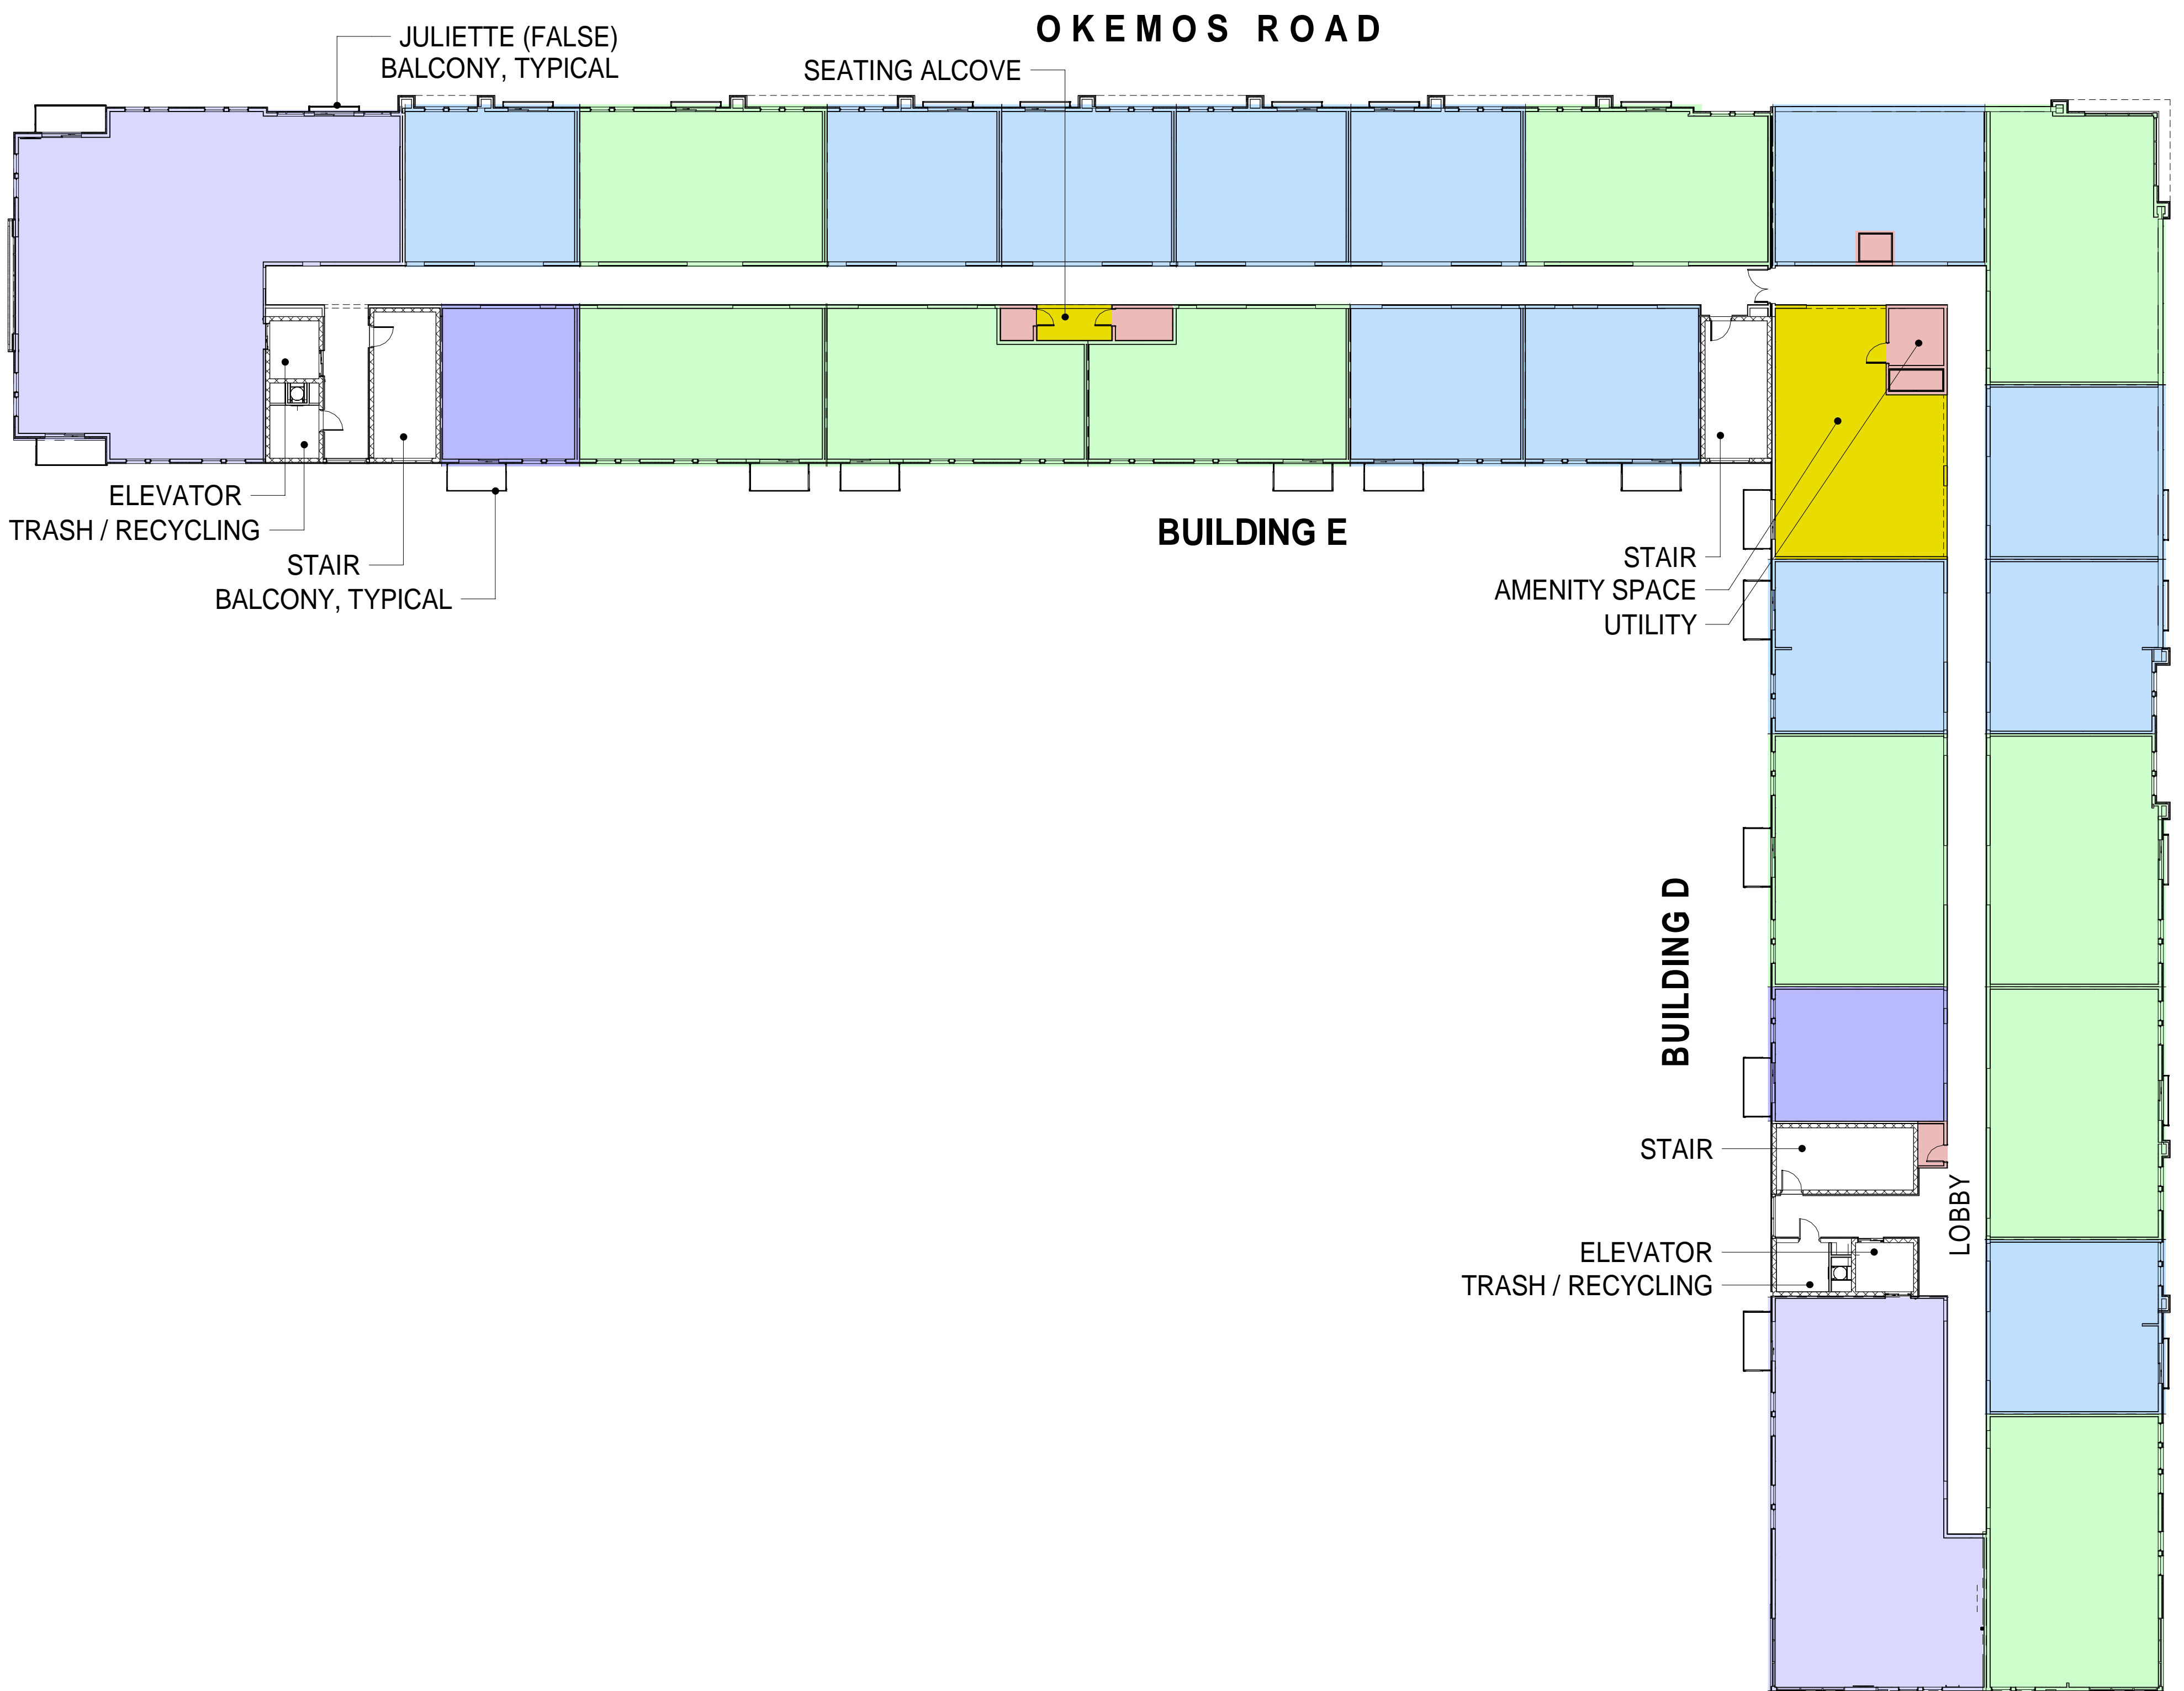 OKEMOS ROAD
JULIETTE (FALSE)
BALCONY, TYPICAL
SEATING ALCOVE
ELEVATOR
TRASH / RECYCLING
STAIR
BALCONY, TYPICAL
BUILDING E
STAIR
AMENITY SPACE
UTILITY
BUILDING D
STAIR
LOBBY
ELEVATOR
TRASH / RECYCLING